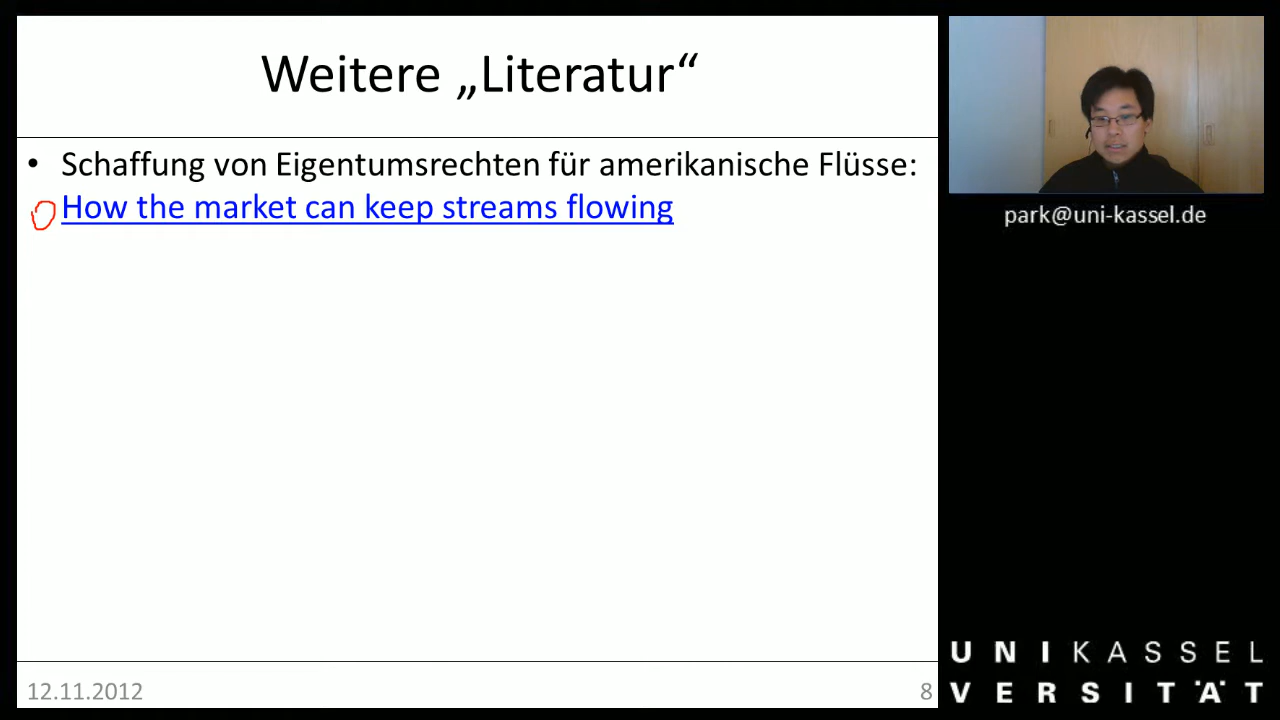 Weitere „Literatur“
• Schaffung von Eigentumsrechten für amerikanische Flüsse:
How the market can keep streams flowing
12.11.2012
8
park@uni-kassel.de
UNIKASSEL
VERSITÄT